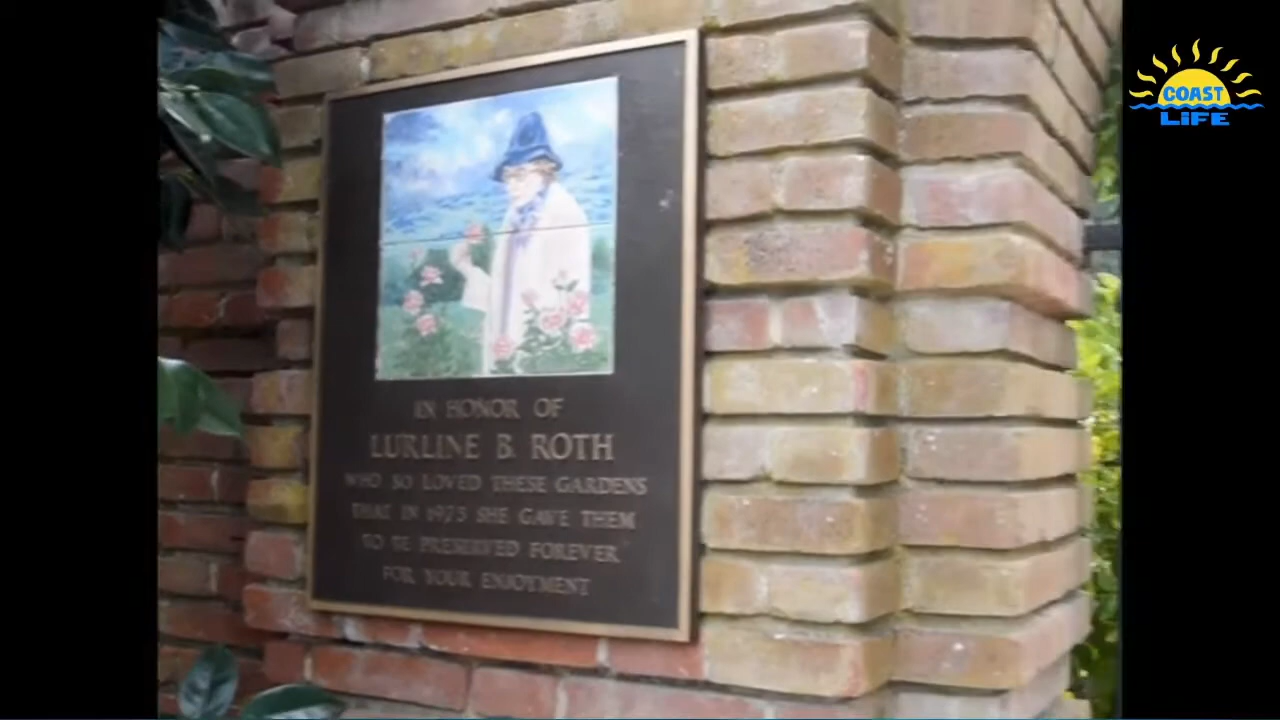 COAST
LiFE
IN HONOR OF
LURLINE B. ROTH
WHO SO LOVED THESE GARDENS
THAT IN 1975 SHE GAVE THEM
TO BE PRESERVED FOREVER
FOR YOUR ENJOYMENT